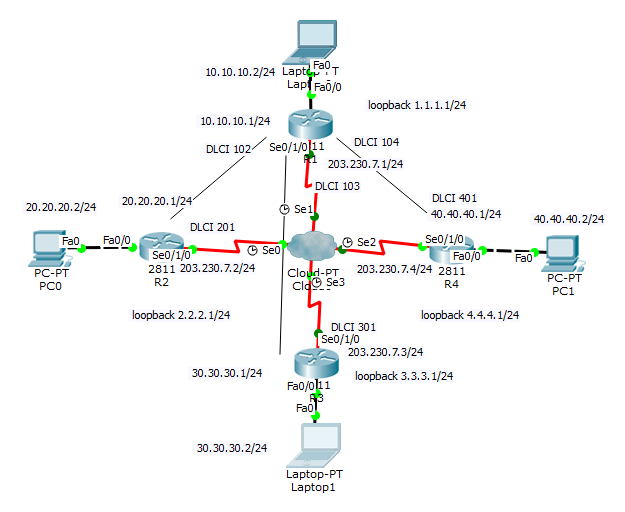 Fa0
10.10.10.2/24
Fa0/0
loopback 1.1.1.1/24
10.10.10.1/24
DLCI 102
Se0/1/0
11
R1
DLCI 104
203.230.7.1/24
DLCI 103
20.20.20.2/24
20.20.20.1/24
DLCI 401
40.40.40.1/24
40.40.40.2/24
Se1
DLCI 201
Fa0
Fa0/0
Se0/1/0
Se0
Se2
Se0/1/0
Fa0/0
Fa0
PC-PT
PC0
2811
R2
203.230.7.2/24
Cloud-PT
Se3
203.230.7.4/24
2811
R4
PC-PT
PC1
loopback 2.2.2.1/24
loopback 4.4.4.1/24
DLCI 301
Se0/1/0
203.230.7.3/24
30.30.30.1/24
loopback 3.3.3.1/24
Fa0/0
11
R3
Fa0
30.30.30.2/24
Laptop-PT
Laptop1